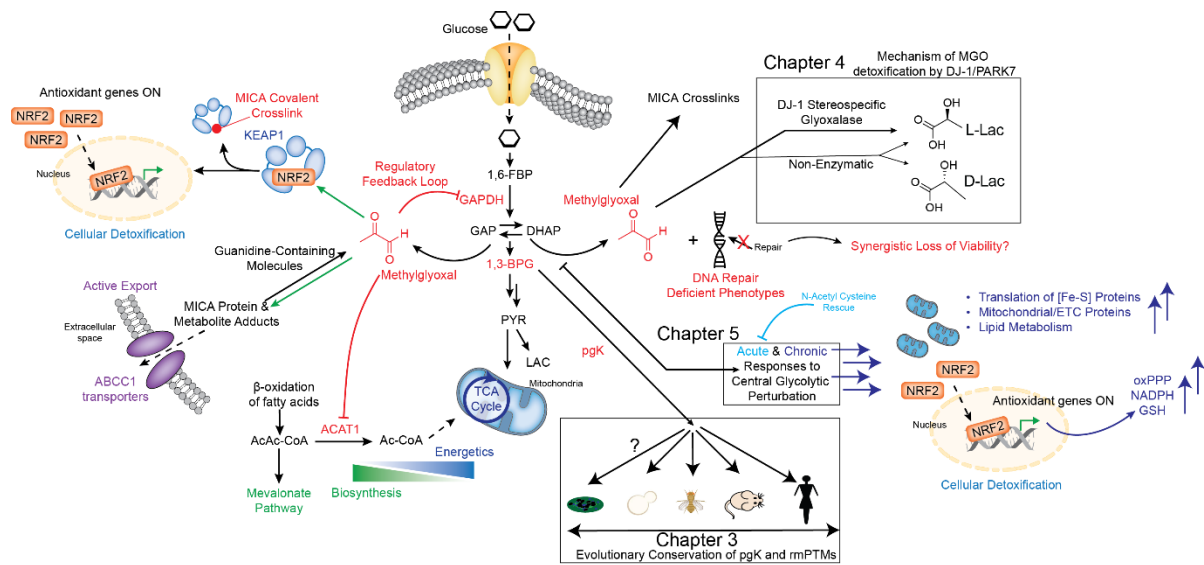 Glucose
Antioxidant genes ON
NRF2
NRF2
NRF2
Nucleus
NRF2
Cellular Detoxification
MICA Covalent
Crosslink
KEAP1
NRF2
Regulatory
Feedback Loop
GAPDH
1,6-FBP
GAP
DHAP
1,3-BPG
Methylglyoxal
O
O
H
Guanidine-Containing
Molecules
MICA Protein &
Metabolite Adducts
Active Export
Extracellular
space
ABCC1
transporters
β-oxidation
of fatty acids
AcAc-CoA
ACAT1
Ac-CoA
Mevalonate
Pathway
Biosynthesis
Energetics
PYR
LAC
Mitochondria
TCA
Cycle
MICA Crosslinks
Methylglyoxal
O
O
H
+
Repair
X
DNA Repair
Deficient Phenotypes
Synergistic Loss of Viability?
Chapter 4
Mechanism of MGO
detoxification by DJ-1/PARK7
DJ-1 Stereospecific
Glyoxalase
Non-Enzymatic
OH
O
OH
L-Lac
OH
O
OH
D-Lac
N-Acetyl Cysteine
Rescue
Chapter 5
Acute & Chronic
Responses to
Central Glycolytic
Perturbation
• Translation of [Fe-S] Proteins
• Mitochondrial/ETC Proteins
• Lipid Metabolism
NRF2
NRF2
Antioxidant genes ON
Nucleus
NRF2
Cellular Detoxification
oxPPP
NADPH
GSH
pgK
?
Chapter 3
Evolutionary Conservation of pgK and rmPTMs